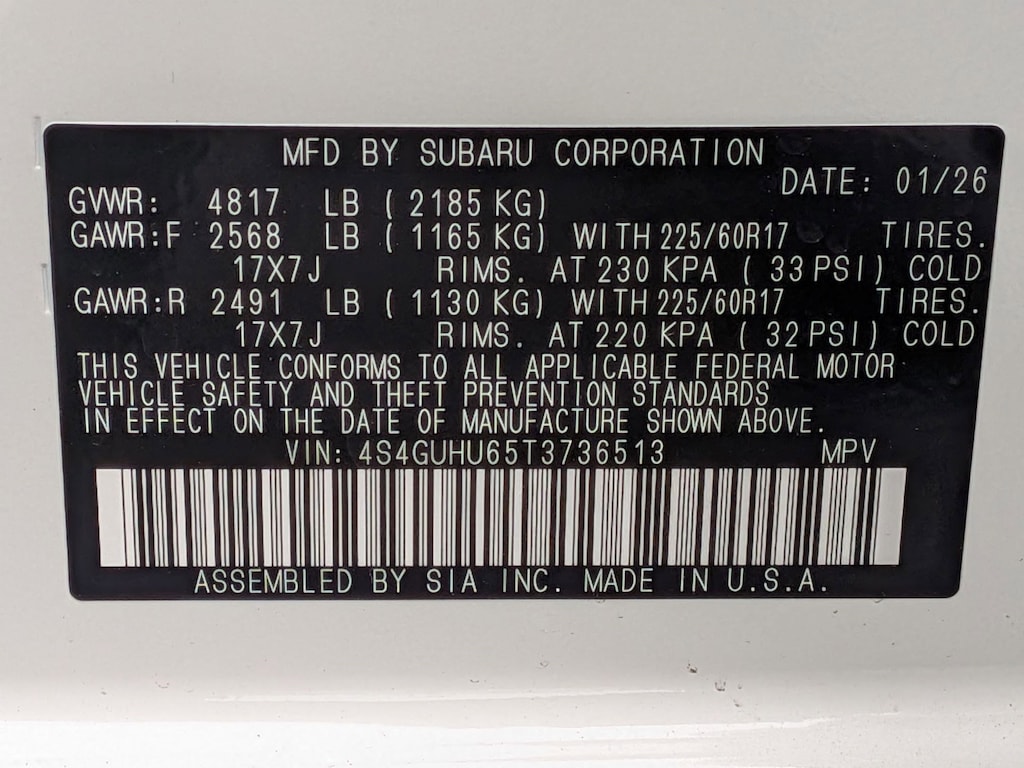 MFD BY SUBARU CORPORATION
DATE: 01/26
GVWR: 4817 LB ( 2185 KG)
GAWR:F 2568 LB ( 1165 KG) WITH 225/60R17 TIRES.
17X7J RIMS. AT 230 KPA ( 33 PSI) COLD
GAWR:R 2491 LB ( 1130 KG) WITH 225/60R17 TIRES.
17X7J RIMS. AT 220 KPA ( 32 PSI) COLD
THIS VEHICLE CONFORMS TO ALL APPLICABLE FEDERAL MOTOR
VEHICLE SAFETY AND THEFT PREVENTION STANDARDS
IN EFFECT ON THE DATE OF MANUFACTURE SHOWN ABOVE.
VIN: 4S4GUHU65T3736513 MPV
ASSEMBLED BY SIA INC. MADE IN U.S.A.